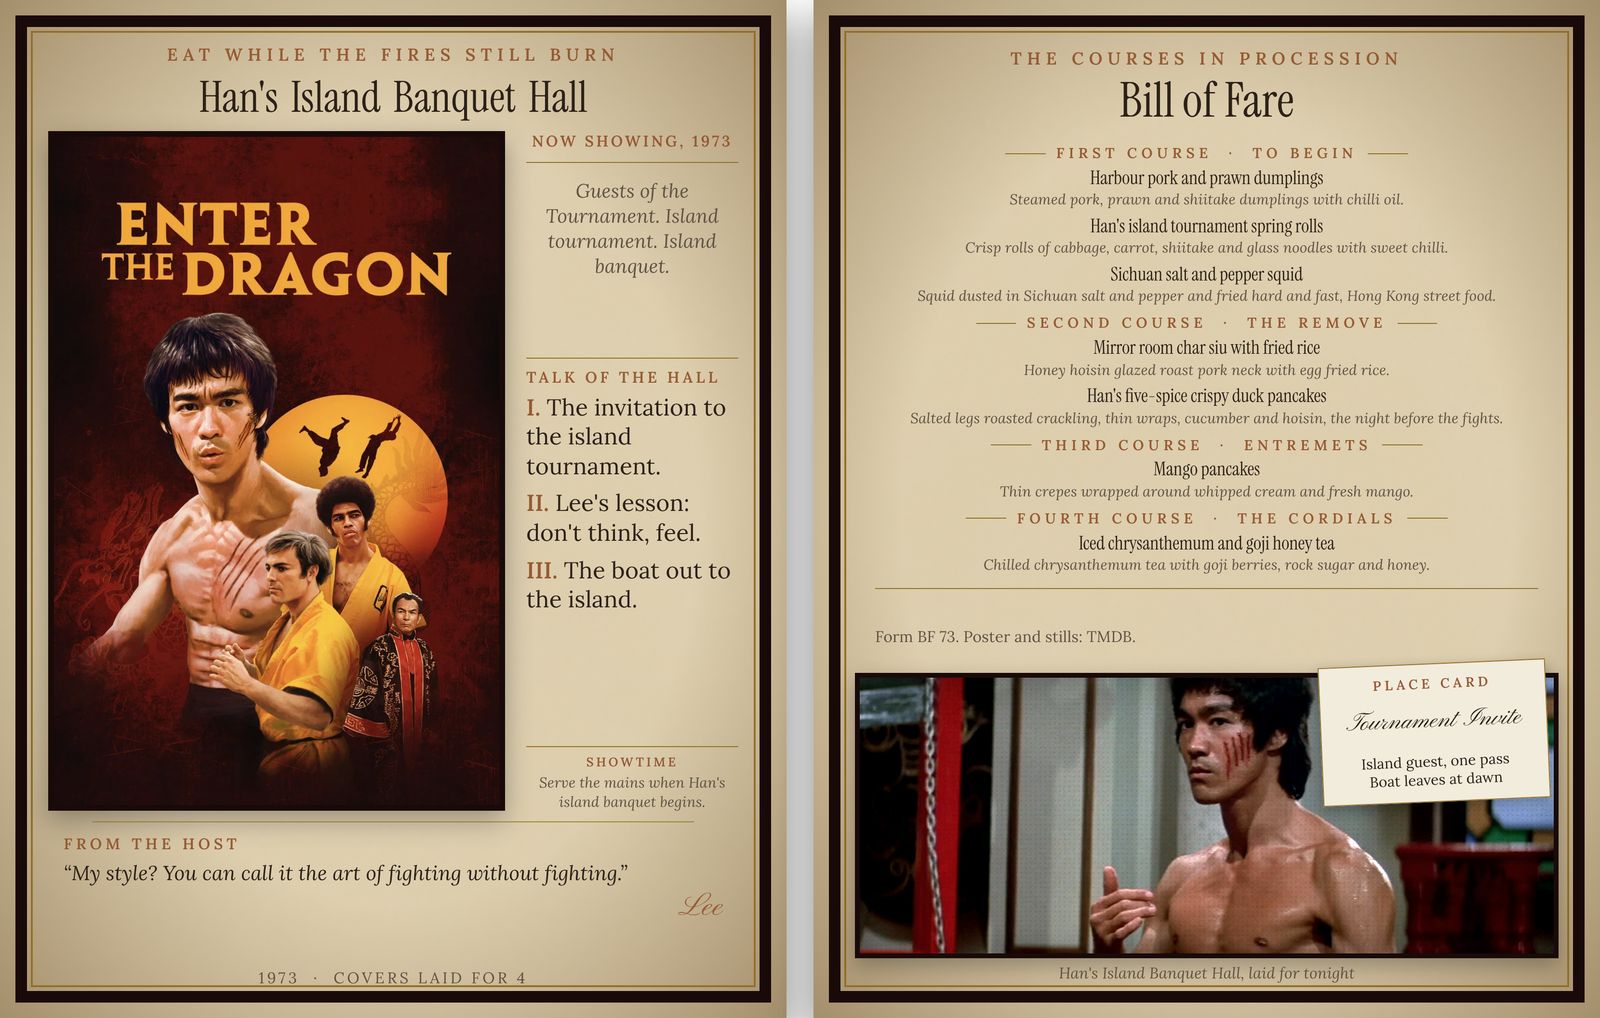 EAT WHILE THE FIRES STILL BURN
Han's Island Banquet Hall
ENTER
THE DRAGON
NOW SHOWING, 1973
Guests of the
Tournament. Island
tournament. Island
banquet.
TALK OF THE HALL
I. The invitation to
the island
tournament.
II. Lee's lesson:
don't think, feel.
III. The boat out to
the island.
SHOWTIME
Serve the mains when Han's
island banquet begins.
FROM THE HOST
“My style? You can call it the art of fighting without fighting.”
Lee
1973 · COVERS LAID FOR 4
THE COURSES IN PROCESSION
Bill of Fare
FIRST COURSE · TO BEGIN
Harbour pork and prawn dumplings
Steamed pork, prawn and shiitake dumplings with chilli oil.
Han's island tournament spring rolls
Crisp rolls of cabbage, carrot, shiitake and glass noodles with sweet chilli.
Sichuan salt and pepper squid
Squid dusted in Sichuan salt and pepper and fried hard and fast, Hong Kong street food.
SECOND COURSE · THE REMOVE
Mirror room char siu with fried rice
Honey hoisin glazed roast pork neck with egg fried rice.
Han's five-spice crispy duck pancakes
Salted legs roasted crackling, thin wraps, cucumber and hoisin, the night before the fights.
THIRD COURSE · ENTREMETS
Mango pancakes
Thin crepes wrapped around whipped cream and fresh mango.
FOURTH COURSE · THE CORDIALS
Iced chrysanthemum and goji honey tea
Chilled chrysanthemum tea with goji berries, rock sugar and honey.
Form BF 73. Poster and stills: TMDB.
PLACE CARD
Tournament Invite
Island guest, one pass
Boat leaves at dawn
Han's Island Banquet Hall, laid for tonight